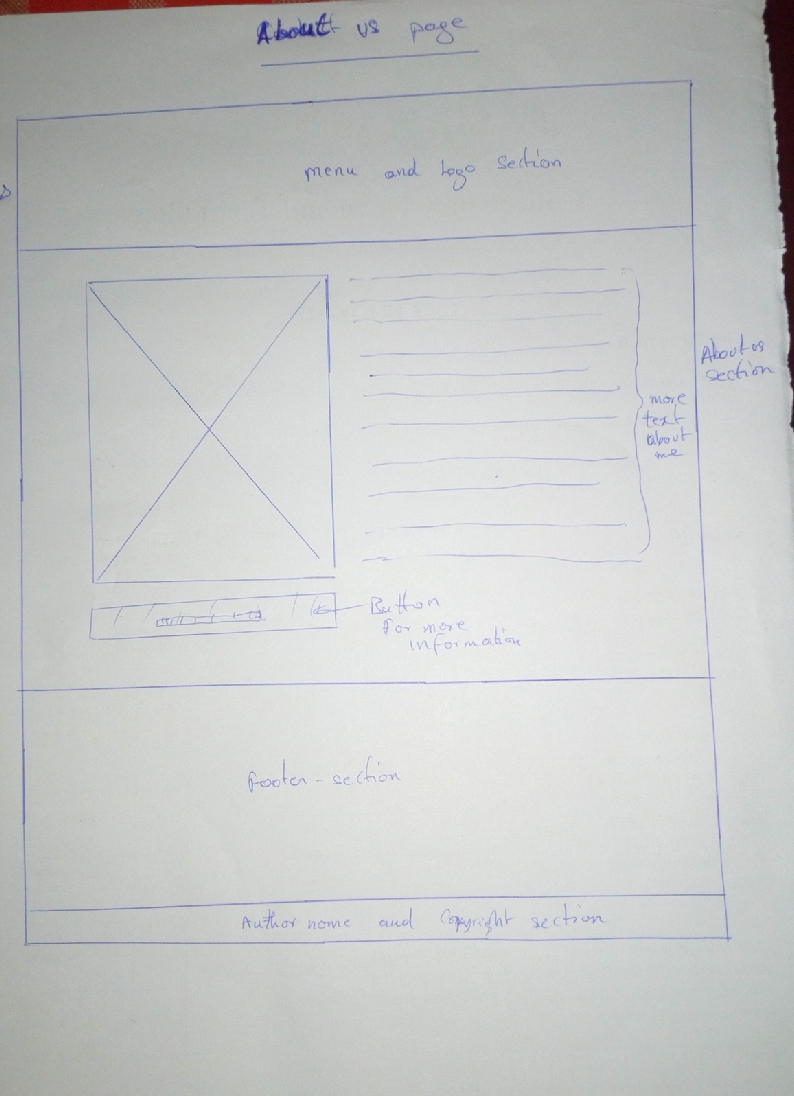 About us page
menu and logo section
About us
section
more
text
about
me
Button
For more
information
Footer - section
Author name and Copyright section